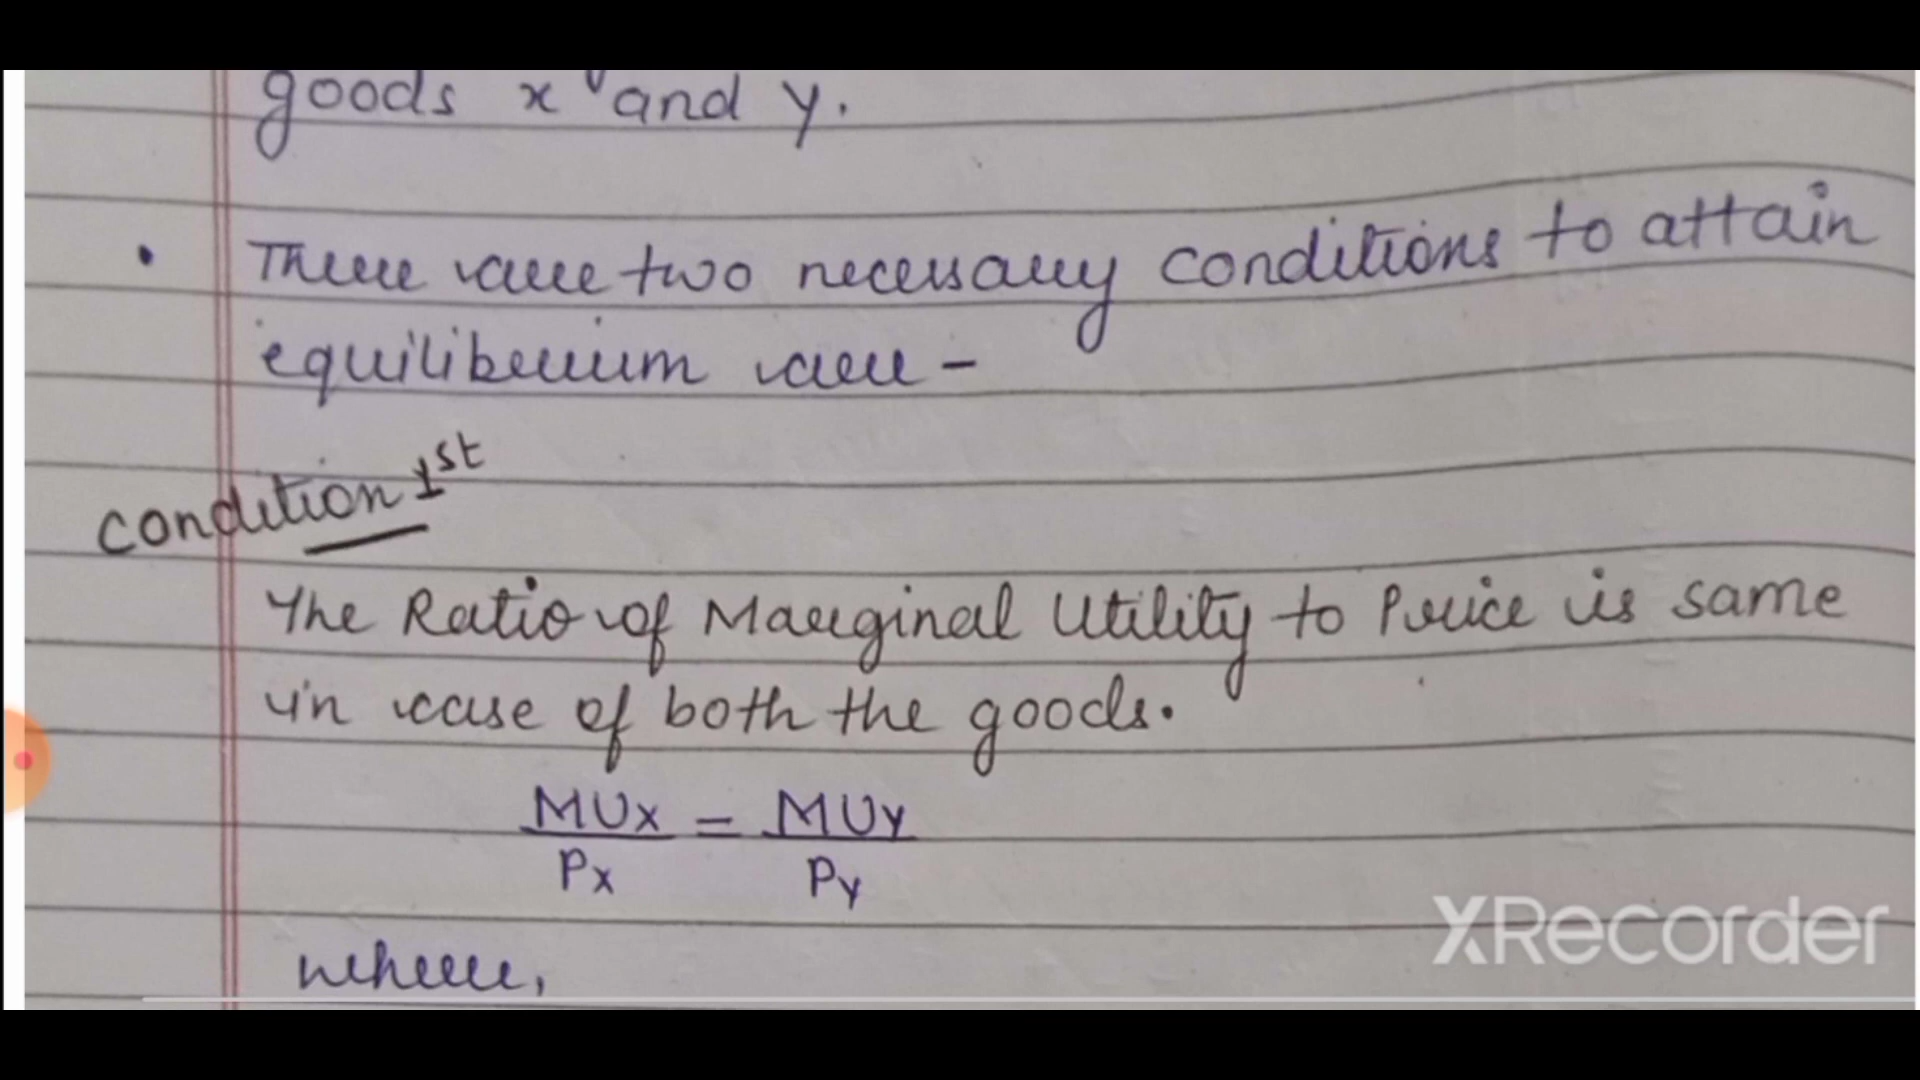 goods x and y.
• There are two necessary conditions to attain
equilibrium are -
condition 1st
The Ratio of Marginal Utility to Price is same
in case of both the goods.
MUx = MUy
Px Py
where,
XRecorder